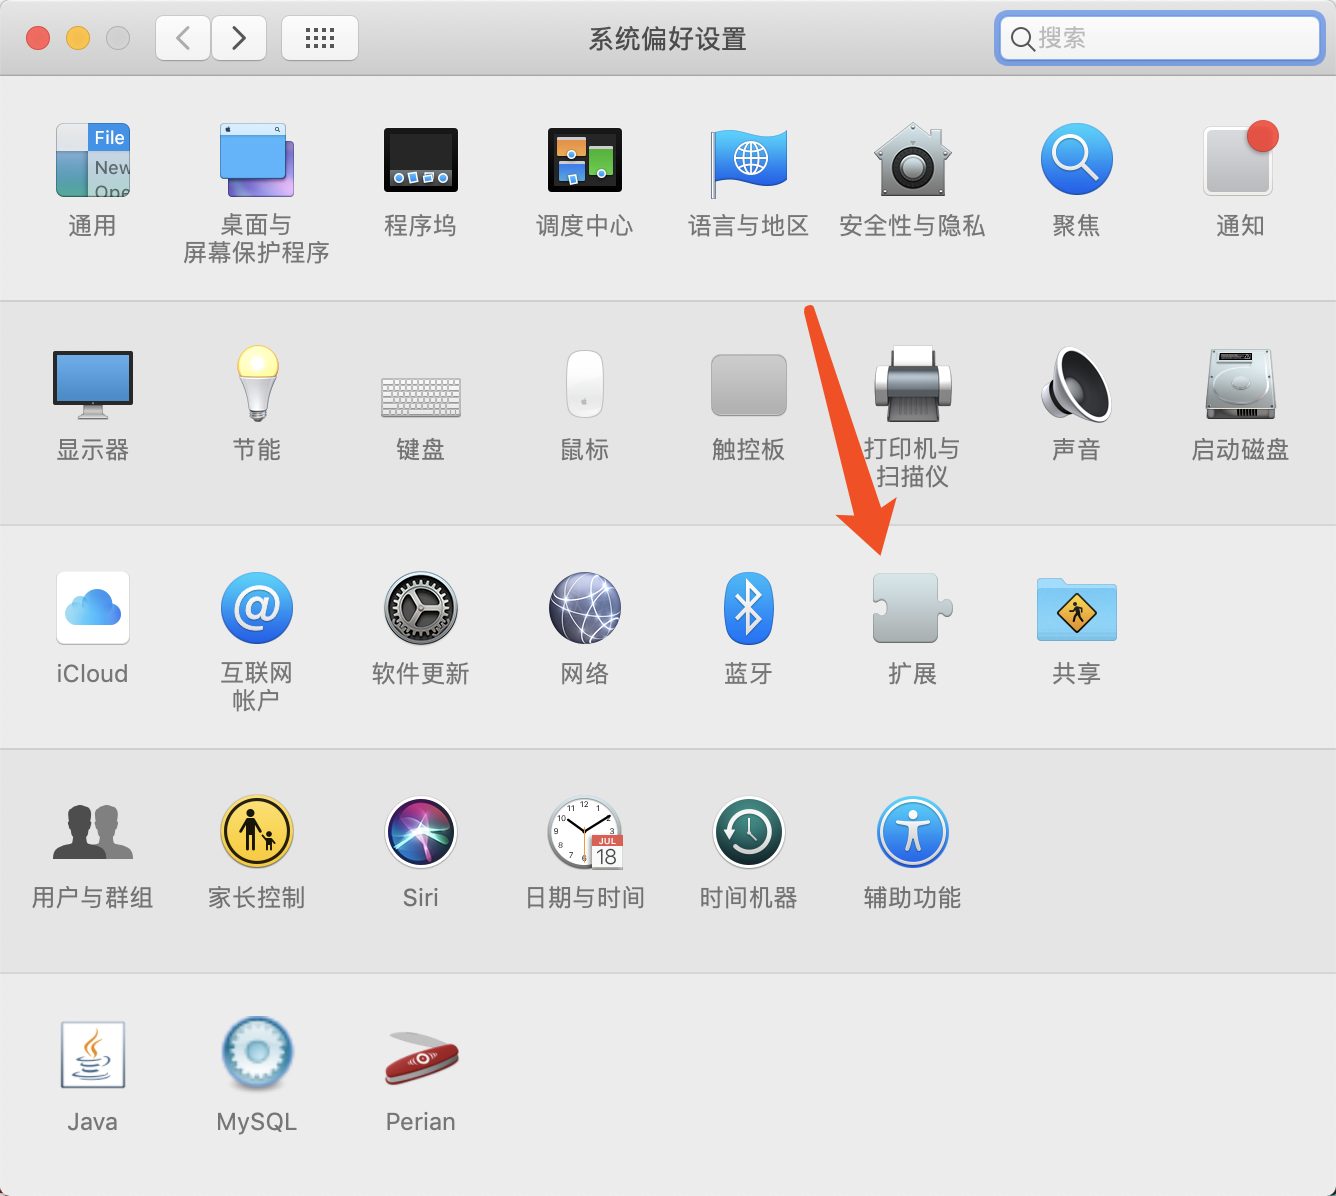 系统偏好设置
搜索
File
New
Ope
通用
桌面与
屏幕保护程序
程序坞
调度中心
语言与地区
安全性与隐私
聚焦
通知
显示器
节能
键盘
鼠标
触控板
打印机与
扫描仪
声音
启动磁盘
iCloud
@
互联网
帐户
软件更新
网络
蓝牙
扩展
共享
用户与群组
家长控制
Siri
JUL
18
日期与时间
时间机器
辅助功能
Java
MySQL
Perian